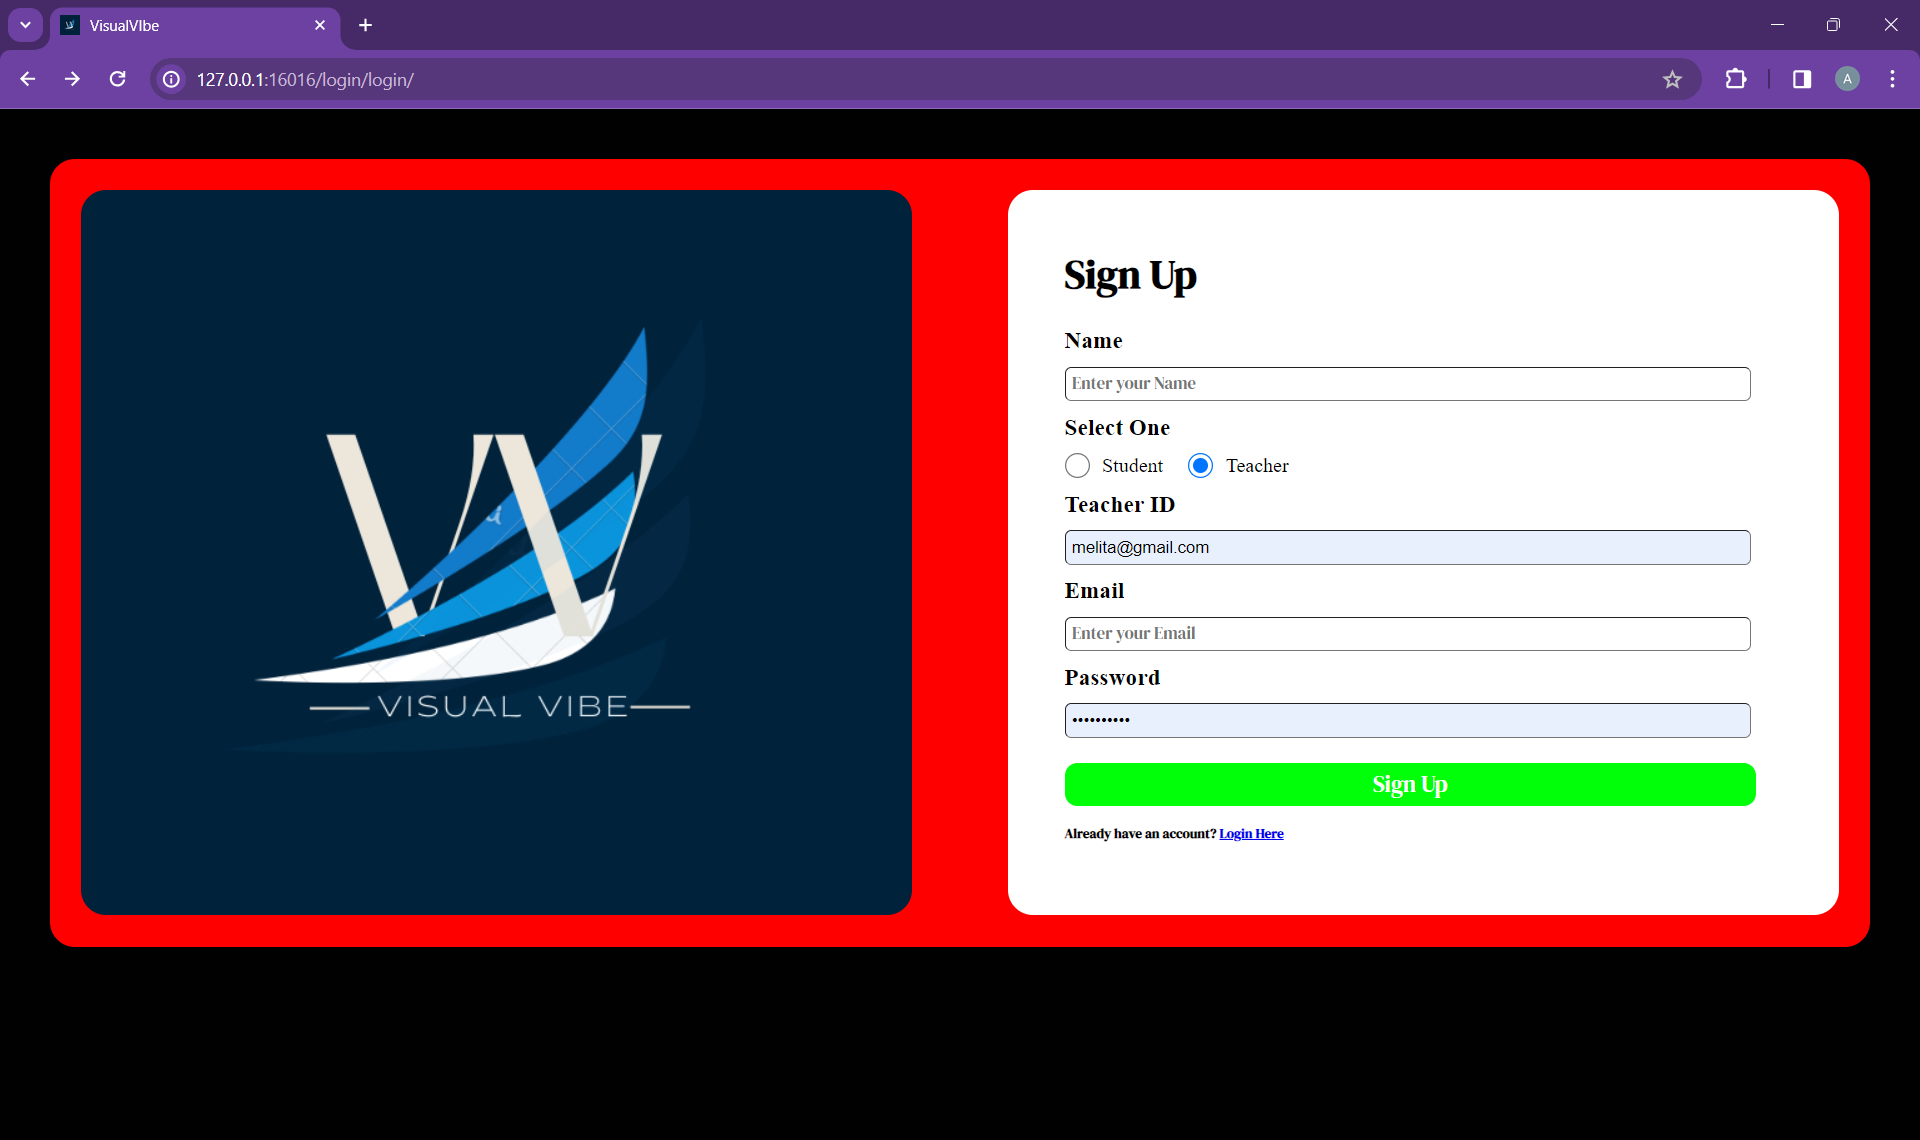 VisualVIbe
127.0.0.1:16016/login/login/
A
VV
VISUAL VIBE
Sign Up
Name
Enter your Name
Select One
Student Teacher
Teacher ID
melita@gmail.com
Email
Enter your Email
Password
••••••••••
Sign Up
Already have an account? Login Here